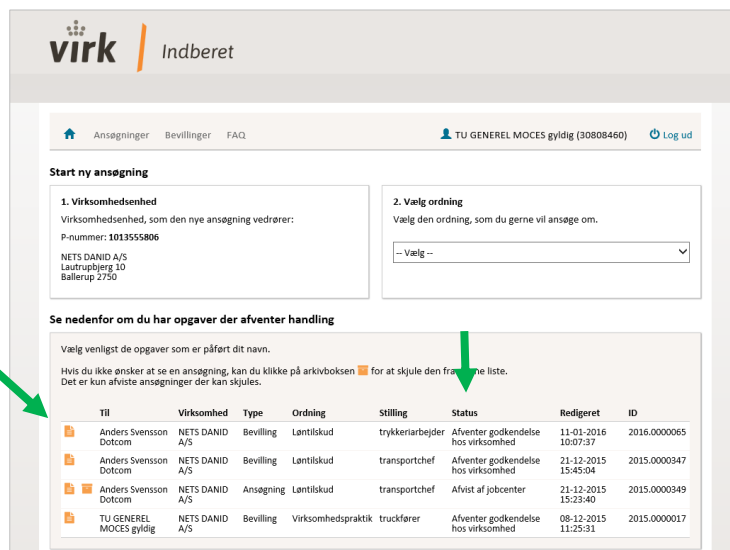 virk Indberet
Ansøgninger Bevillinger FAQ TU GENEREL MOCES gyldig (30808460) Log ud
Start ny ansøgning
1. Virksomhedsenhed
Virksomhedsenhed, som den nye ansøgning vedrører:
P-nummer: 1013555806
NETS DANID A/S
Lautrupbjerg 10
Ballerup 2750
2. Vælg ordning
Vælg den ordning, som du gerne vil ansøge om.
-- Vælg --
Se nedenfor om du har opgaver der afventer handling
Vælg venligst de opgaver som er påført dit navn.
Hvis du ikke ønsker at se en ansøgning, kan du klikke på arkivboksen for at skjule den liste.
Det er kun afviste ansøgninger der kan skjules.
Til Virksomhed Type Ordning Stilling Status Redigeret ID
Anders Svensson NETS DANID Bevilling Løntilskud trykkeriarbejder Afventer godkendelse 11-01-2016 2016.0000065
Dotcom A/S hos virksomhed 10:07:37
Anders Svensson NETS DANID Bevilling Løntilskud transportchef Afventer godkendelse 21-12-2015 2015.0000347
Dotcom A/S hos virksomhed 15:45:04
Anders Svensson NETS DANID Ansøgning Løntilskud transportchef Afvist af jobcenter 21-12-2015 2015.0000349
Dotcom A/S 15:23:40
TU GENEREL NETS DANID Bevilling Virksomhedspraktik truckfører Afventer godkendelse 08-12-2015 2015.0000017
MOCES gyldig A/S hos virksomhed 11:25:31